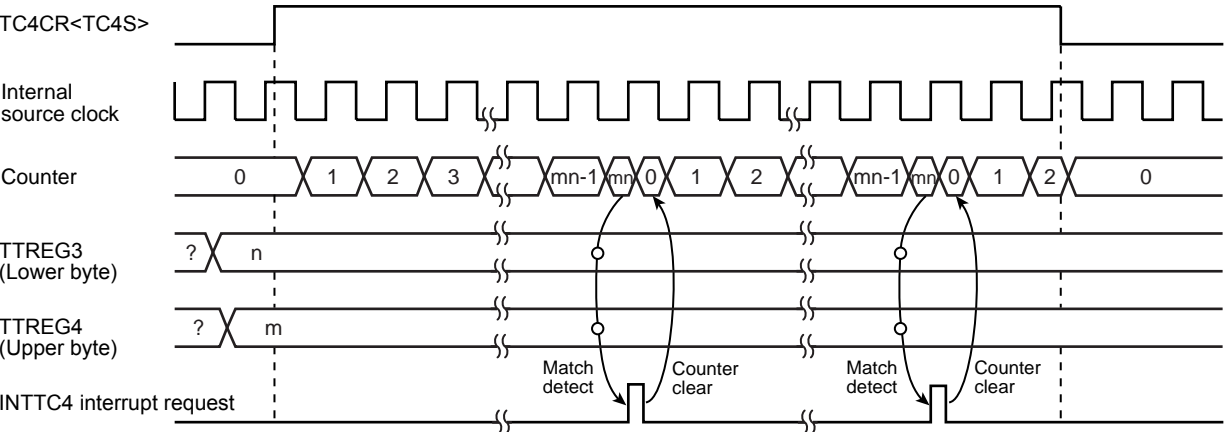 TC4CR<TC4S>
Internal
source clock
Counter
0 1 2 3 mn-1 mn 0 1 2 mn-1 mn 0 1 2 0
TTREG3
(Lower byte)
? n
TTREG4
(Upper byte)
? m
Match
detect
Counter
clear
Match
detect
Counter
clear
INTTC4 interrupt request